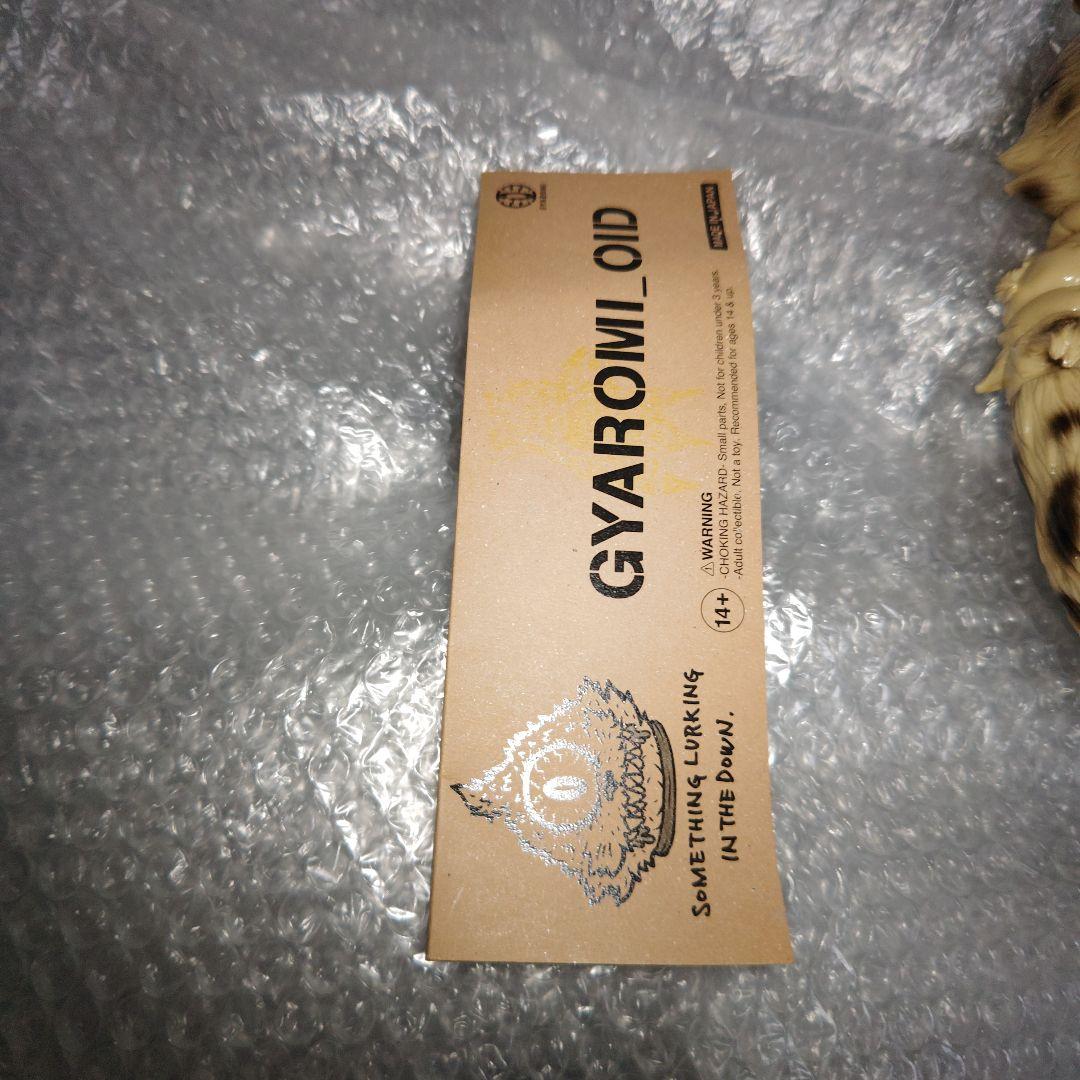 GYAROMI_OID
MADE IN JAPAN
14+
⚠WARNING
-CHOKING HAZARD- Small parts. Not for children under 3 years.
-Adult collectible. Not a toy. Recommended for ages 14 & up.
SOMETHING LURKING
IN THE DOWN.